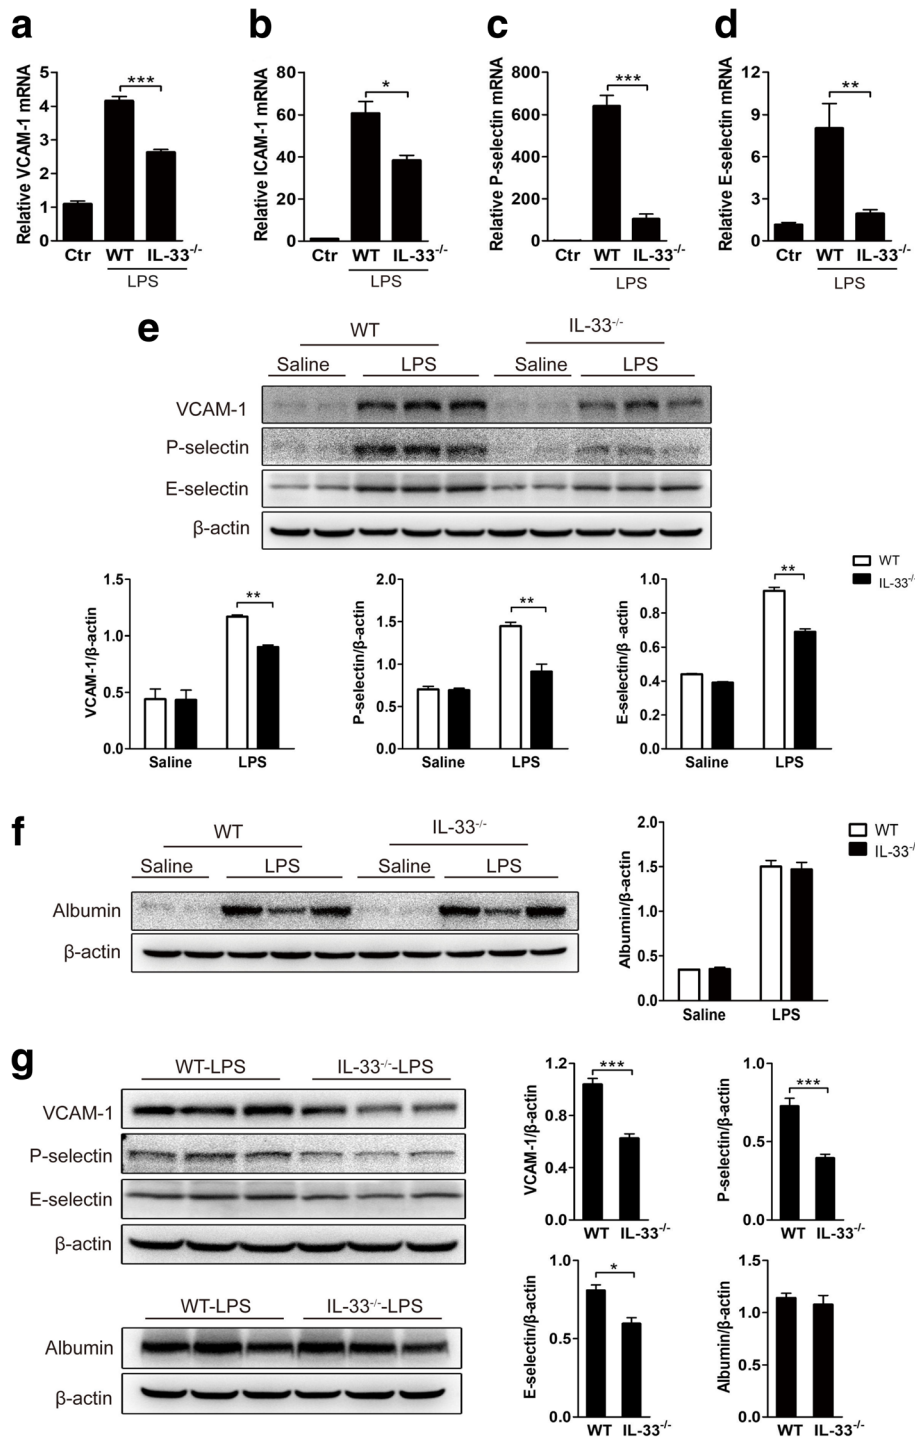 a
b
c
d
Relative VCAM-1 mRNA
5
4
3
2
1
0
***
Ctr WT IL-33-/-
LPS
Relative ICAM-1 mRNA
80
60
40
20
0
*
Ctr WT IL-33-/-
LPS
Relative P-selectin mRNA
800
600
400
200
0
***
Ctr WT IL-33-/-
LPS
Relative E-selectin mRNA
12
9
6
3
0
**
Ctr WT IL-33-/-
LPS
e
WT IL-33-/-
Saline LPS Saline LPS
VCAM-1
P-selectin
E-selectin
β-actin
VCAM-1/β-actin
1.5
1.0
0.5
0.0
**
Saline LPS
P-selectin/β-actin
2.0
1.5
1.0
0.5
0.0
**
Saline LPS
E-selectin/β -actin
1.0
0.8
0.6
0.4
0.2
0.0
**
Saline LPS
WT
IL-33-/-
f
WT IL-33-/-
Saline LPS Saline LPS
Albumin
β-actin
Albumin/β-actin
2.0
1.5
1.0
0.5
0.0
Saline LPS
WT
IL-33-/-
g
WT-LPS IL-33-/--LPS
VCAM-1
P-selectin
E-selectin
β-actin
WT-LPS IL-33-/--LPS
Albumin
β-actin
VCAM-1/β-actin
1.2
0.8
0.4
0.0
***
WT IL-33-/-
P-selectin/β-actin
1.0
0.5
0.0
***
WT IL-33-/-
E-selectin/β-actin
1.0
0.5
0.0
*
WT IL-33-/-
Albumin/β-actin
1.5
1.0
0.5
0.0
WT IL-33-/-